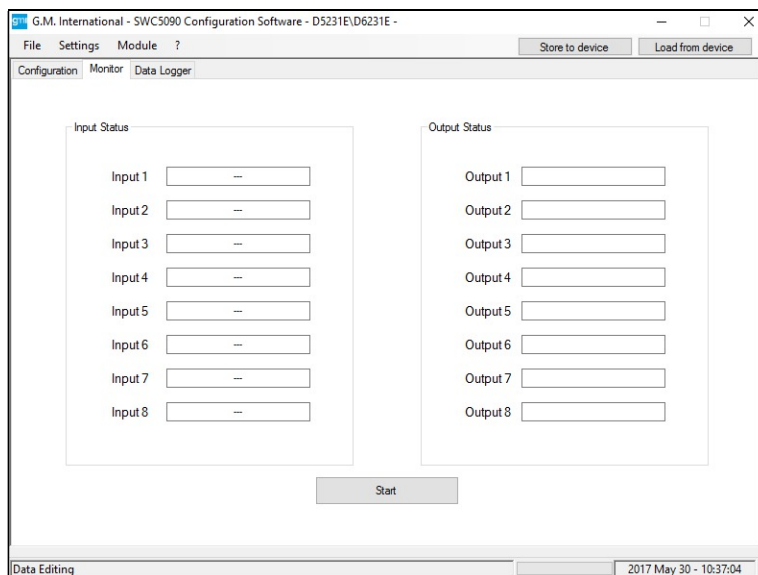 gmi G.M. International - SWC5090 Configuration Software - D5231E\D6231E -
File Settings Module ? Store to device Load from device
Configuration Monitor Data Logger
Input Status Output Status
Input 1 --- Output 1
Input 2 --- Output 2
Input 3 --- Output 3
Input 4 --- Output 4
Input 5 --- Output 5
Input 6 --- Output 6
Input 7 --- Output 7
Input 8 --- Output 8
Start
Data Editing 2017 May 30 - 10:37:04